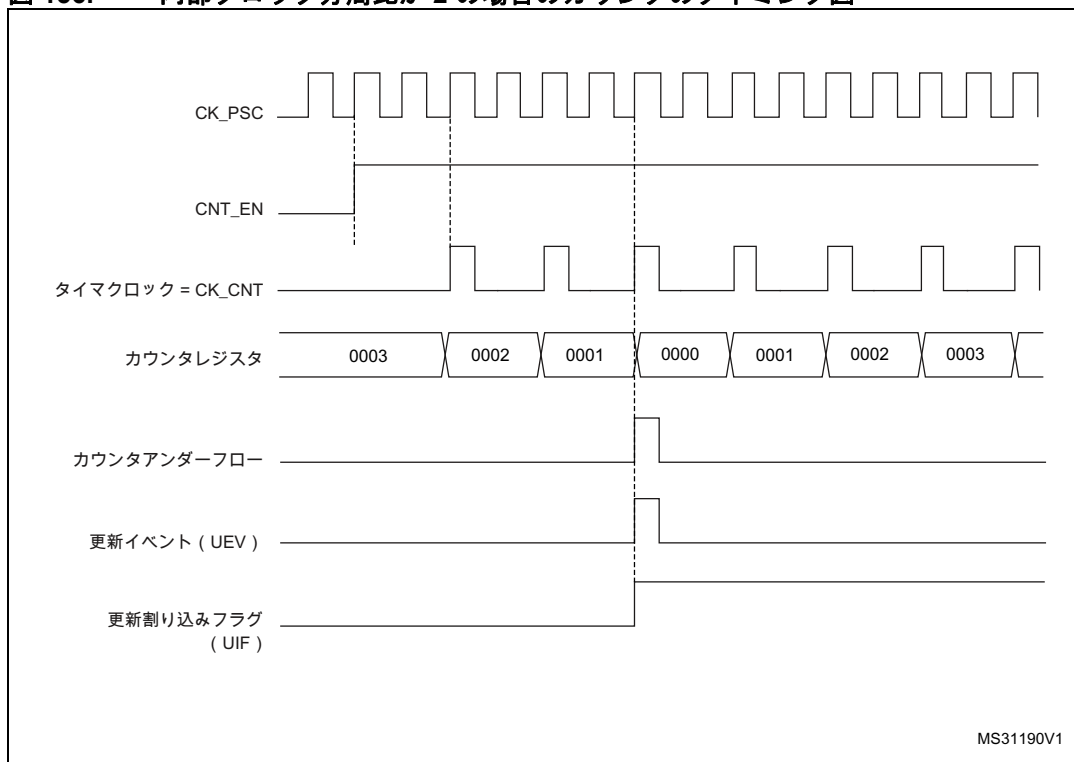 CK_PSC
CNT_EN
タイマクロック = CK_CNT
カウンタレジスタ
0003
0002
0001
0000
0001
0002
0003
カウンタアンダーフロー
更新イベント ( UEV )
更新割り込みフラグ
( UIF )
MS31190V1